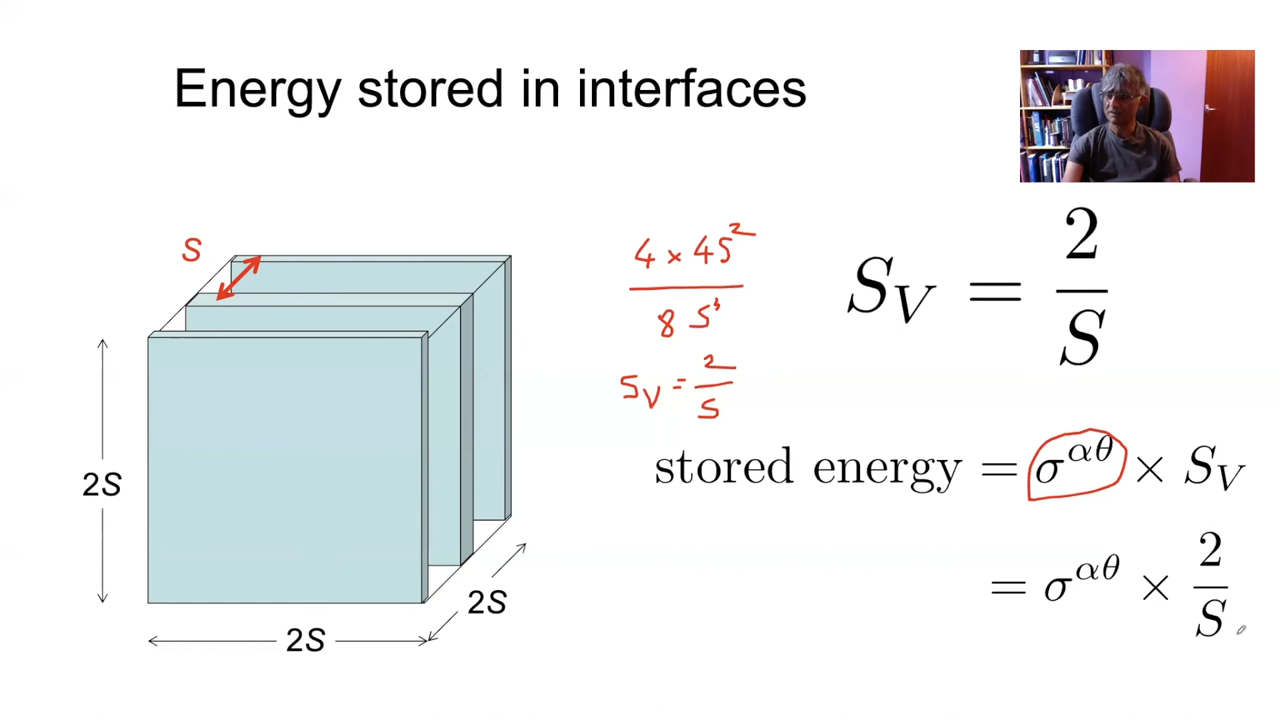 Energy stored in interfaces
S
2S
2S
2S
4 × 4S²
8 S³
S_V = 2/S
S_V = 2/S
stored energy = σ^{αθ} × S_V
= σ^{αθ} × 2/S